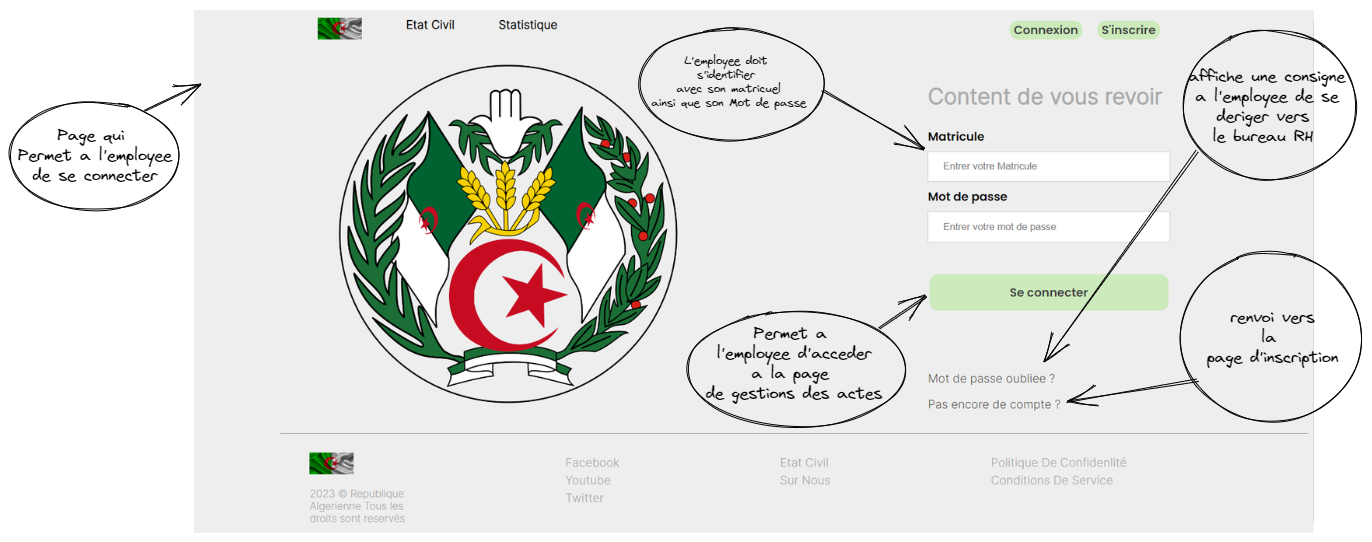 Etat Civil
Statistique
Connexion
S'inscrire
L'employee doit
s'identifier
avec son matricuel
ainsi que son Mot de passe
affiche une consigne
a l'employee de se
deriger vers
le bureau RH
Page qui
Permet a l'employee
de se connecter
Content de vous revoir
Matricule
Entrer votre Matricule
Mot de passe
Entrer votre mot de passe
Se connecter
Permet a
l'employee d'acceder
a la page
de gestions des actes
renvoi vers
la
page d'inscription
Mot de passe oubliee ?
Pas encore de compte ?
2023 © Republique
Algerienne Tous les
droits sont reservés
Facebook
Youtube
Twitter
Etat Civil
Sur Nous
Politique De Confidenlité
Conditions De Service